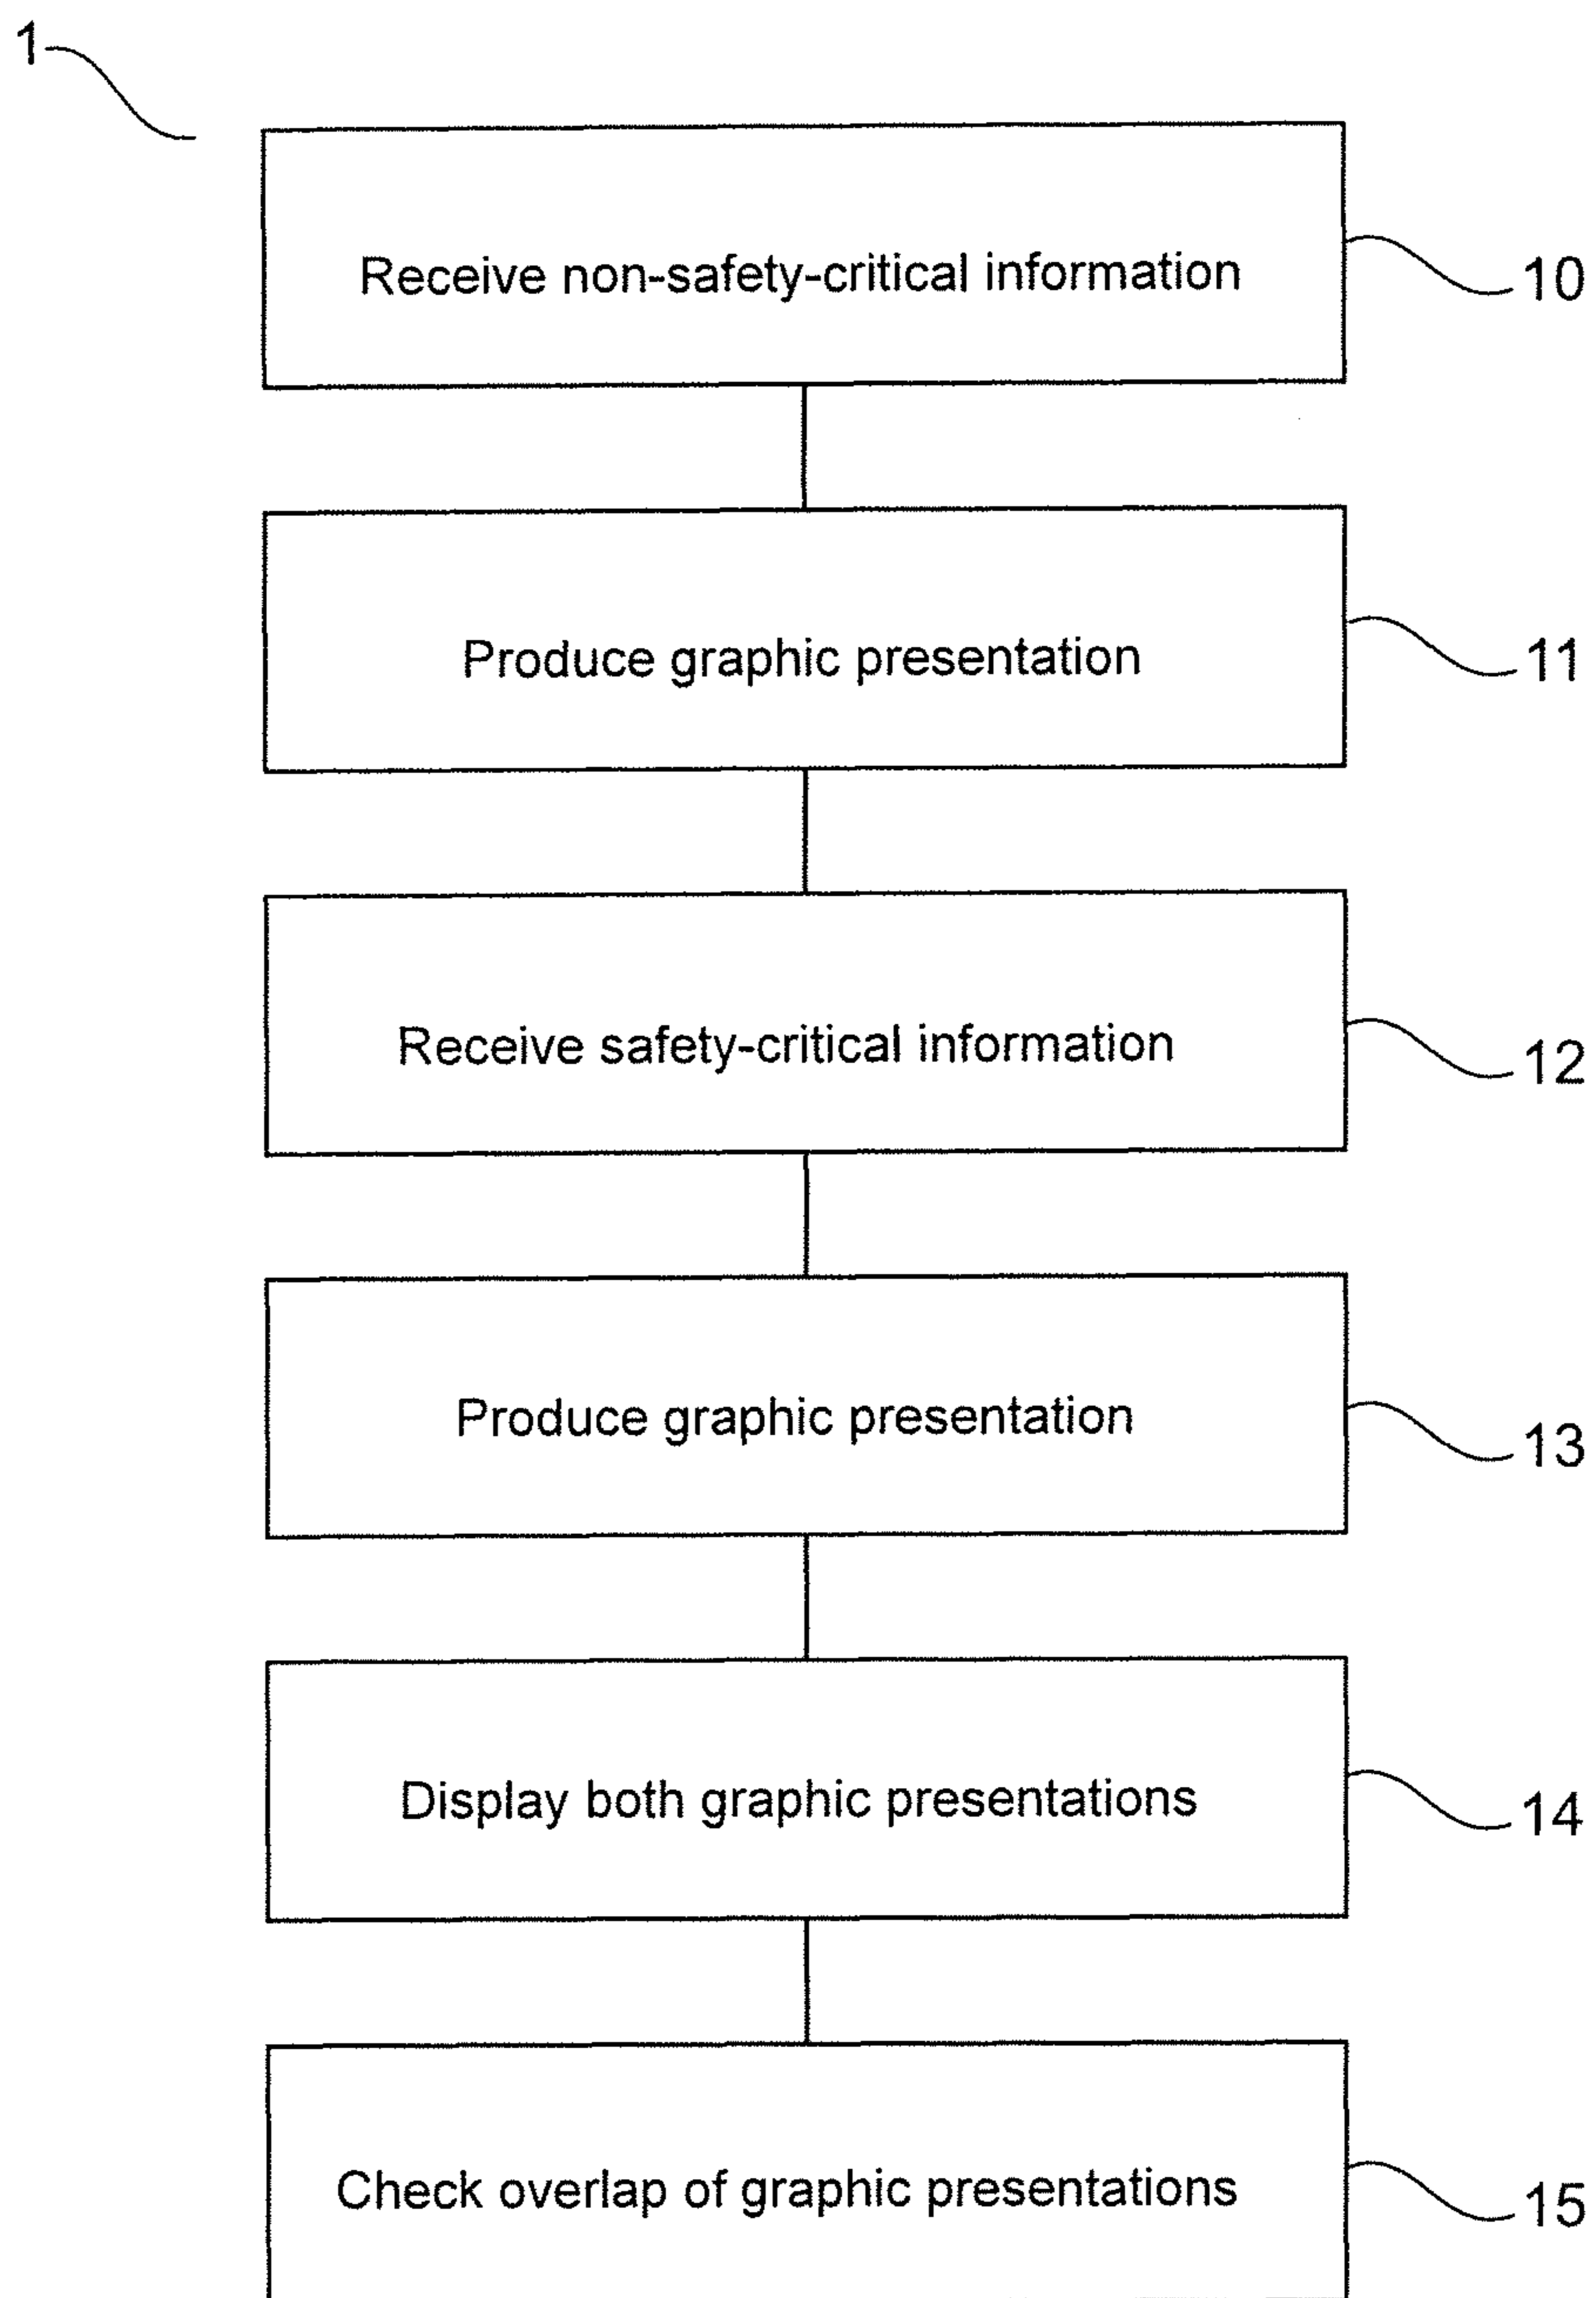 1
Receive non-safety-critical information
10
Produce graphic presentation
11
Receive safety-critical information
12
Produce graphic presentation
13
Display both graphic presentations
14
Check overlap of graphic presentations
15